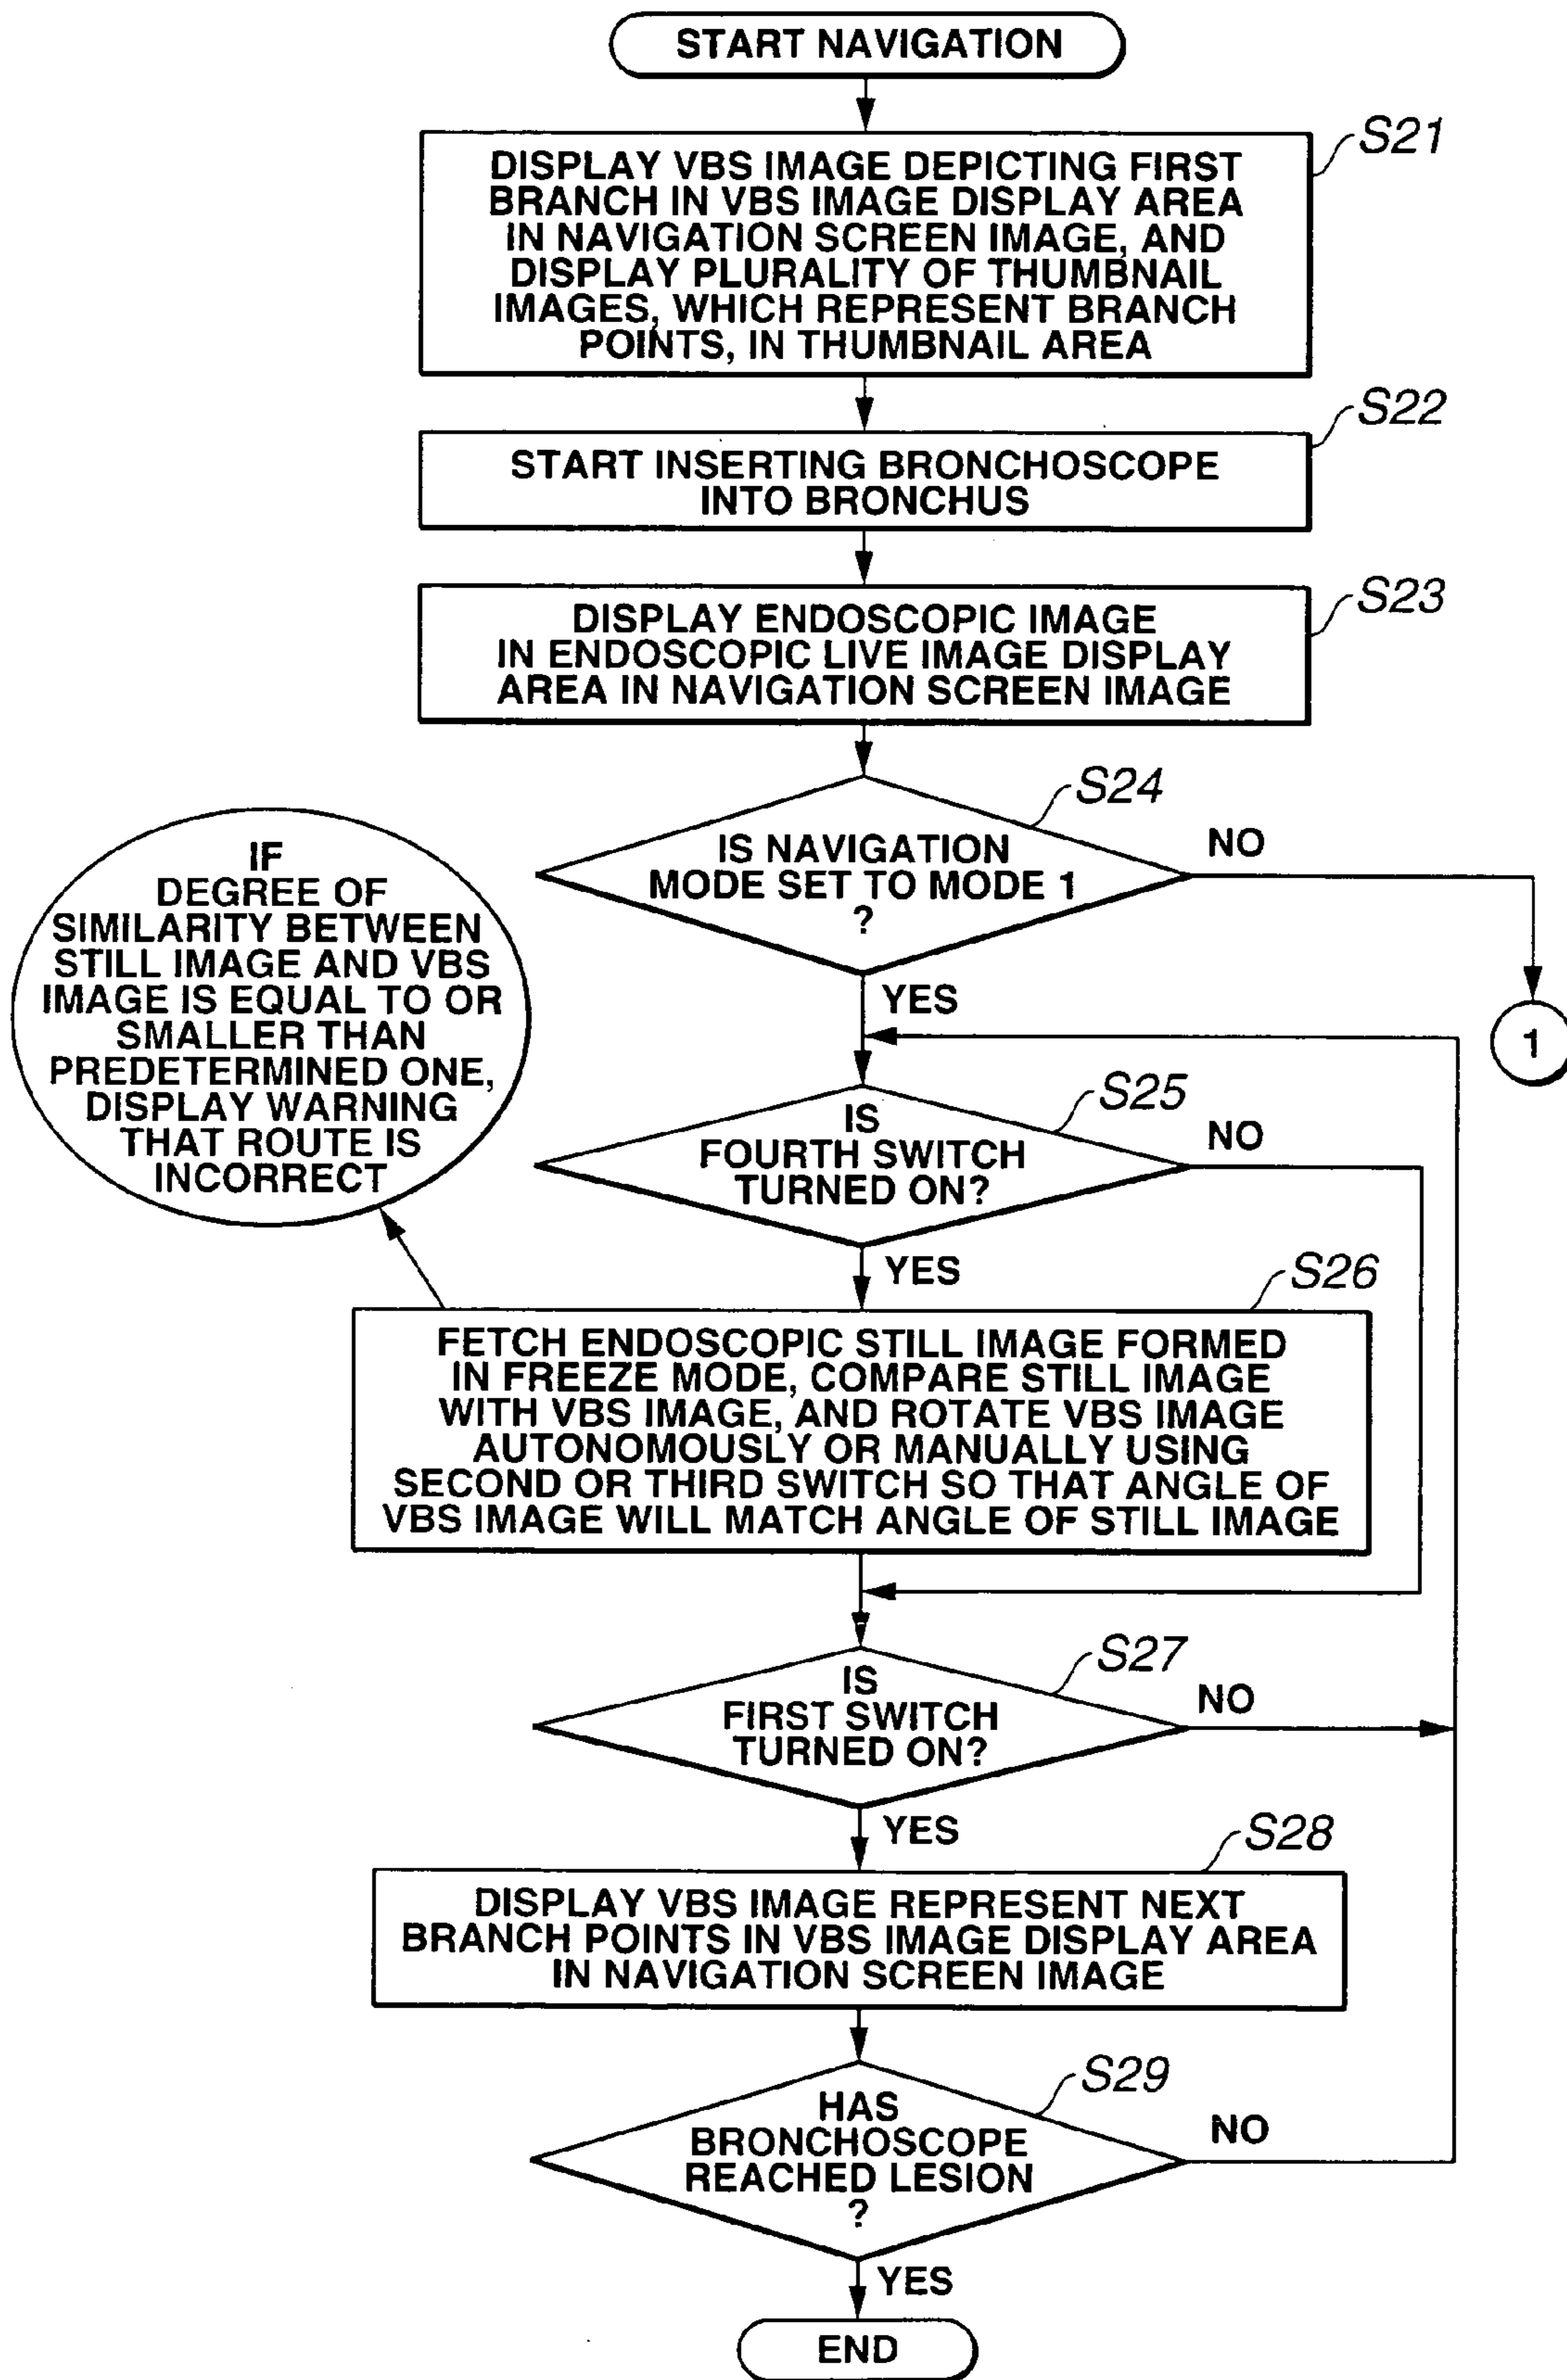 START NAVIGATION
S21
DISPLAY VBS IMAGE DEPICTING FIRST
BRANCH IN VBS IMAGE DISPLAY AREA
IN NAVIGATION SCREEN IMAGE, AND
DISPLAY PLURALITY OF THUMBNAIL
IMAGES, WHICH REPRESENT BRANCH
POINTS, IN THUMBNAIL AREA
S22
START INSERTING BRONCHOSCOPE
INTO BRONCHUS
S23
DISPLAY ENDOSCOPIC IMAGE
IN ENDOSCOPIC LIVE IMAGE DISPLAY
AREA IN NAVIGATION SCREEN IMAGE
S24
IS NAVIGATION
MODE SET TO MODE 1
?
NO
1
YES
IF
DEGREE OF
SIMILARITY BETWEEN
STILL IMAGE AND VBS
IMAGE IS EQUAL TO OR
SMALLER THAN
PREDETERMINED ONE,
DISPLAY WARNING
THAT ROUTE IS
INCORRECT
S25
IS
FOURTH SWITCH
TURNED ON?
NO
YES
S26
FETCH ENDOSCOPIC STILL IMAGE FORMED
IN FREEZE MODE, COMPARE STILL IMAGE
WITH VBS IMAGE, AND ROTATE VBS IMAGE
AUTONOMOUSLY OR MANUALLY USING
SECOND OR THIRD SWITCH SO THAT ANGLE OF
VBS IMAGE WILL MATCH ANGLE OF STILL IMAGE
S27
IS
FIRST SWITCH
TURNED ON?
NO
YES
S28
DISPLAY VBS IMAGE REPRESENT NEXT
BRANCH POINTS IN VBS IMAGE DISPLAY AREA
IN NAVIGATION SCREEN IMAGE
S29
HAS
BRONCHOSCOPE
REACHED LESION
?
NO
YES
END